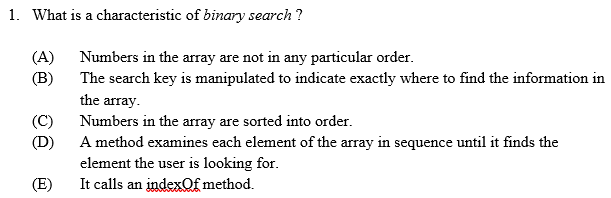 1. What is a characteristic of binary search ?
(A) Numbers in the array are not in any particular order.
(B) The search key is manipulated to indicate exactly where to find the information in
the array.
(C) Numbers in the array are sorted into order.
(D) A method examines each element of the array in sequence until it finds the
element the user is looking for.
(E) It calls an indexOf method.